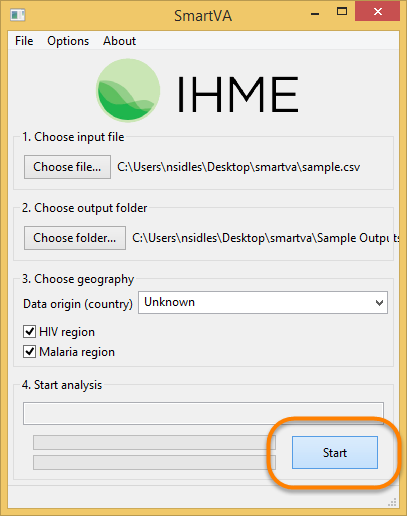 SmartVA
File Options About
IHME
1. Choose input file
Choose file... C:\Users\nsidles\Desktop\smartva\sample.csv
2. Choose output folder
Choose folder... C:\Users\nsidles\Desktop\smartva\Sample Outputs
3. Choose geography
Data origin (country) Unknown
HIV region
Malaria region
4. Start analysis
Start